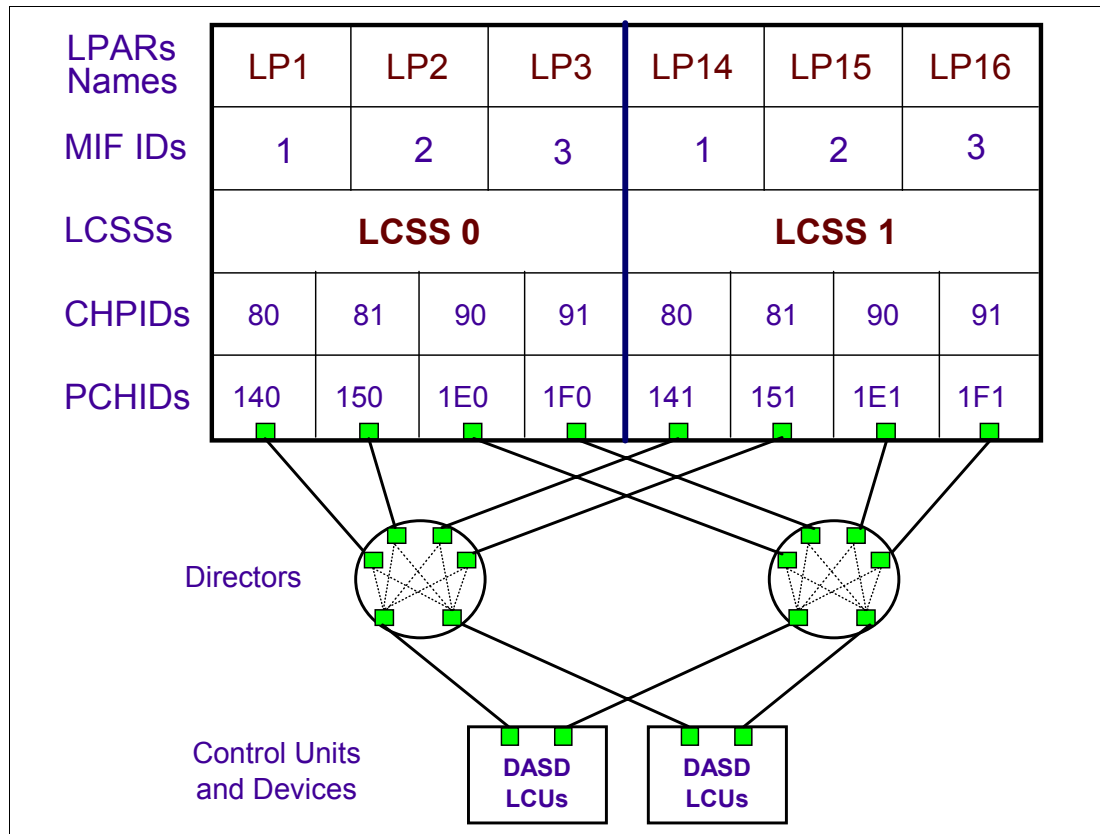 LPARs
Names
LP1 LP2 LP3 LP14 LP15 LP16
MIF IDs 1 2 3 1 2 3
LCSSs LCSS 0 LCSS 1
CHPIDs 80 81 90 91 80 81 90 91
PCHIDs 140 150 1E0 1F0 141 151 1E1 1F1
Directors
Control Units
and Devices
DASD
LCUs
DASD
LCUs